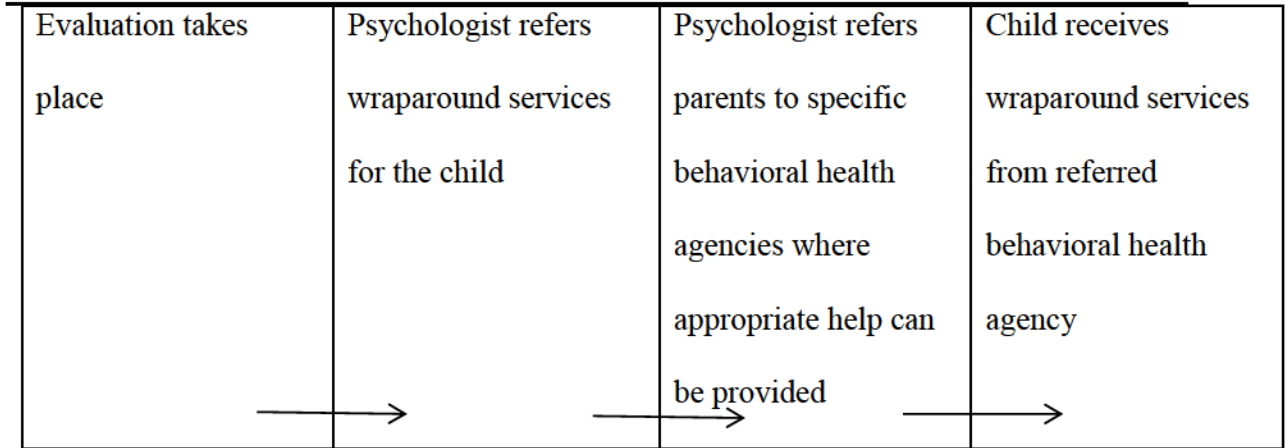 Evaluation takes
place
Psychologist refers
wraparound services
for the child
Psychologist refers
parents to specific
behavioral health
agencies where
appropriate help can
be provided
Child receives
wraparound services
from referred
behavioral health
agency